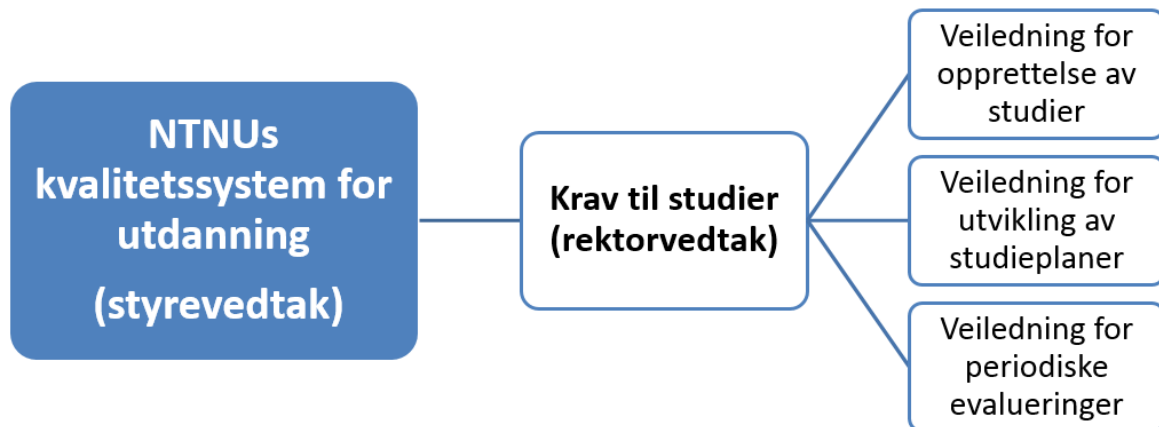 NTNUs
kvalitetssystem for
utdanning
(styrevedtak)
Krav til studier
(rektorvedtak)
Veiledning for
opprettelse av
studier
Veiledning for
utvikling av
studieplaner
Veiledning for
periodiske
evalueringer